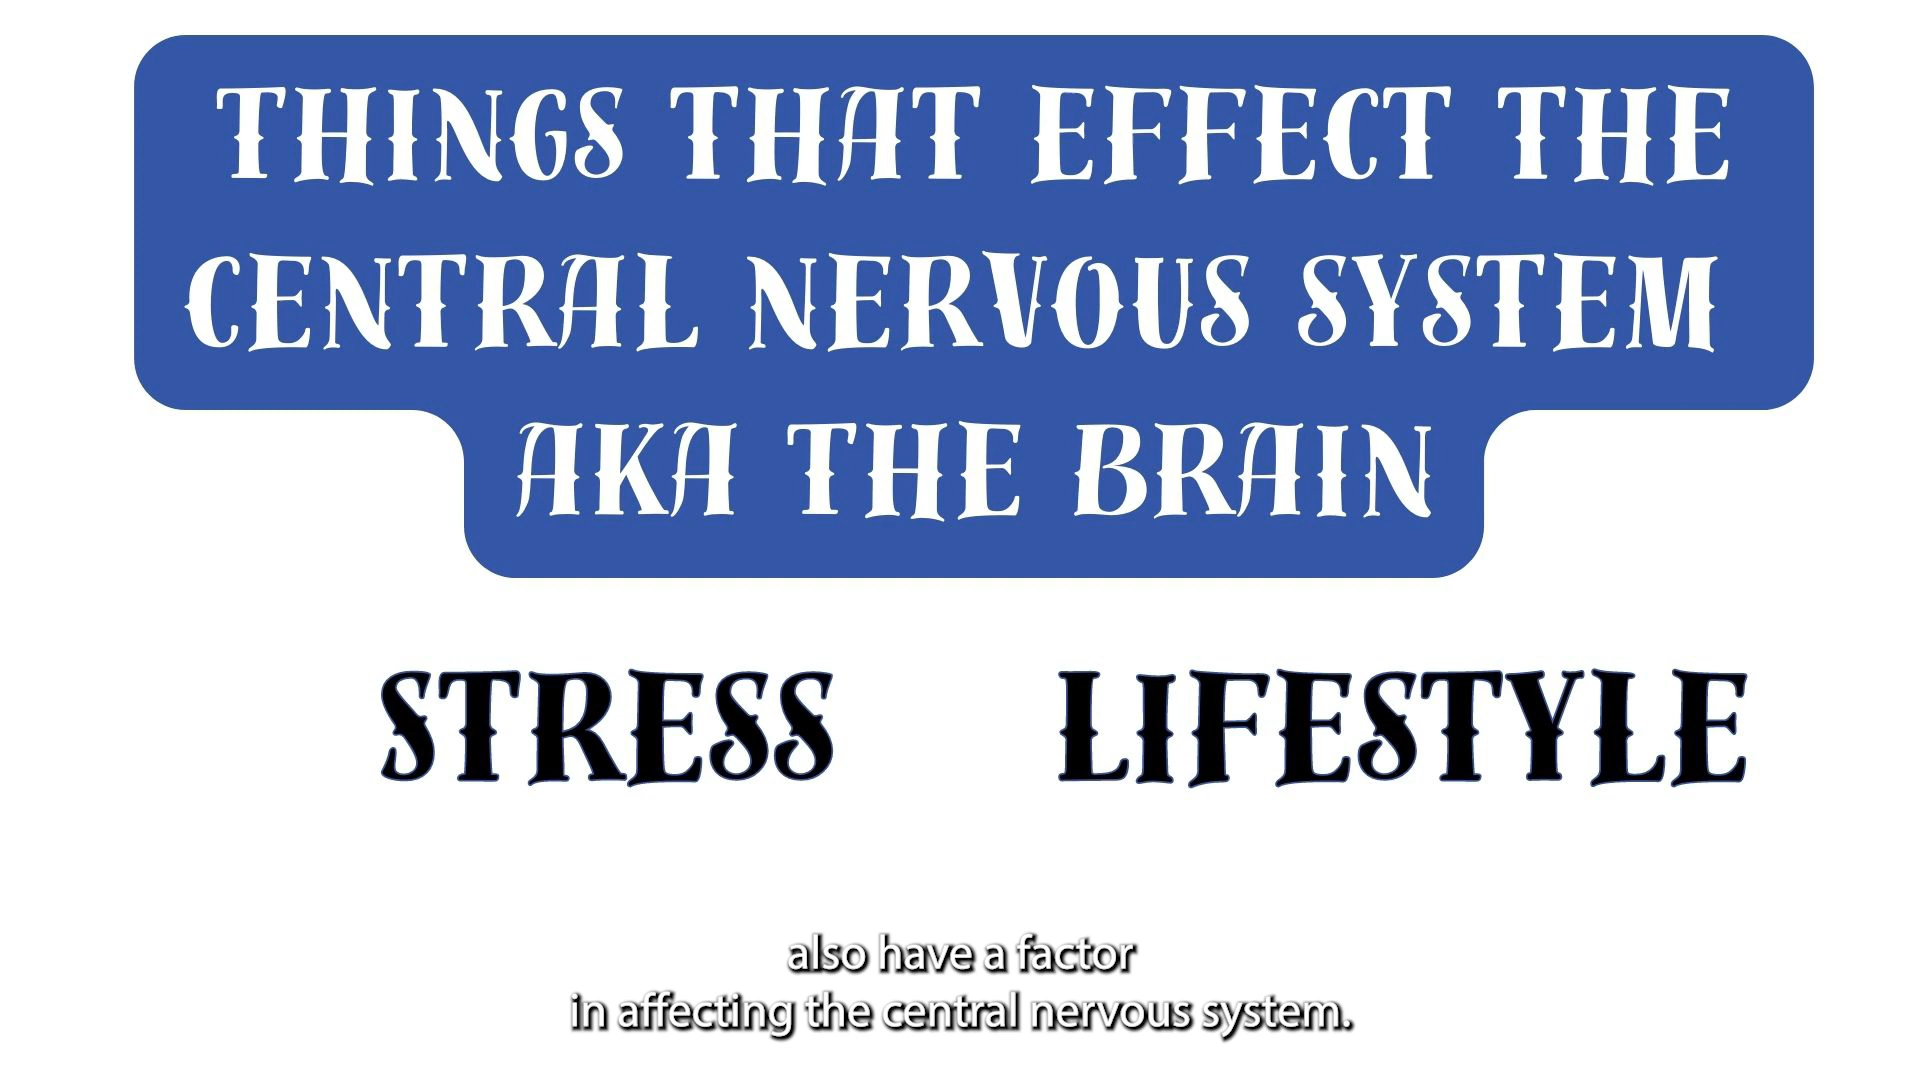 THINGS THAT EFFECT THE
CENTRAL NERVOUS SYSTEM
AKA THE BRAIN
STRESS LIFESTYLE
also have a factor
in affecting the central nervous system.